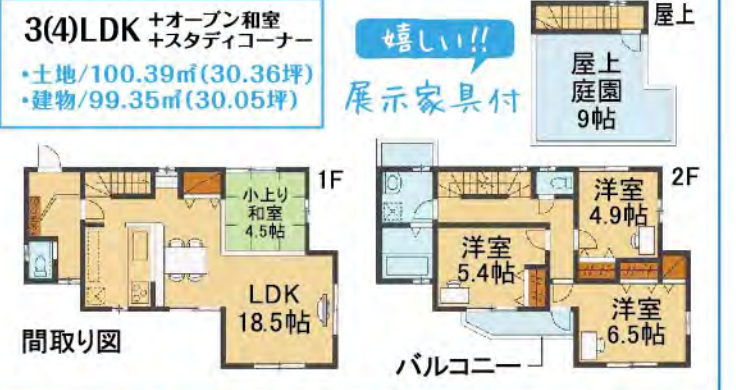 3(4)LDK +オープン和室
+スタディコーナー
・土地/100.39㎡(30.36坪)
・建物/99.35㎡(30.05坪)
嬉しい!!
展示家具付
屋上
屋上
庭園
9帖
1F
小上り
和室
4.5帖
LDK
18.5帖
間取り図
2F
洋室
4.9帖
洋室
5.4帖
洋室
6.5帖
バルコニー